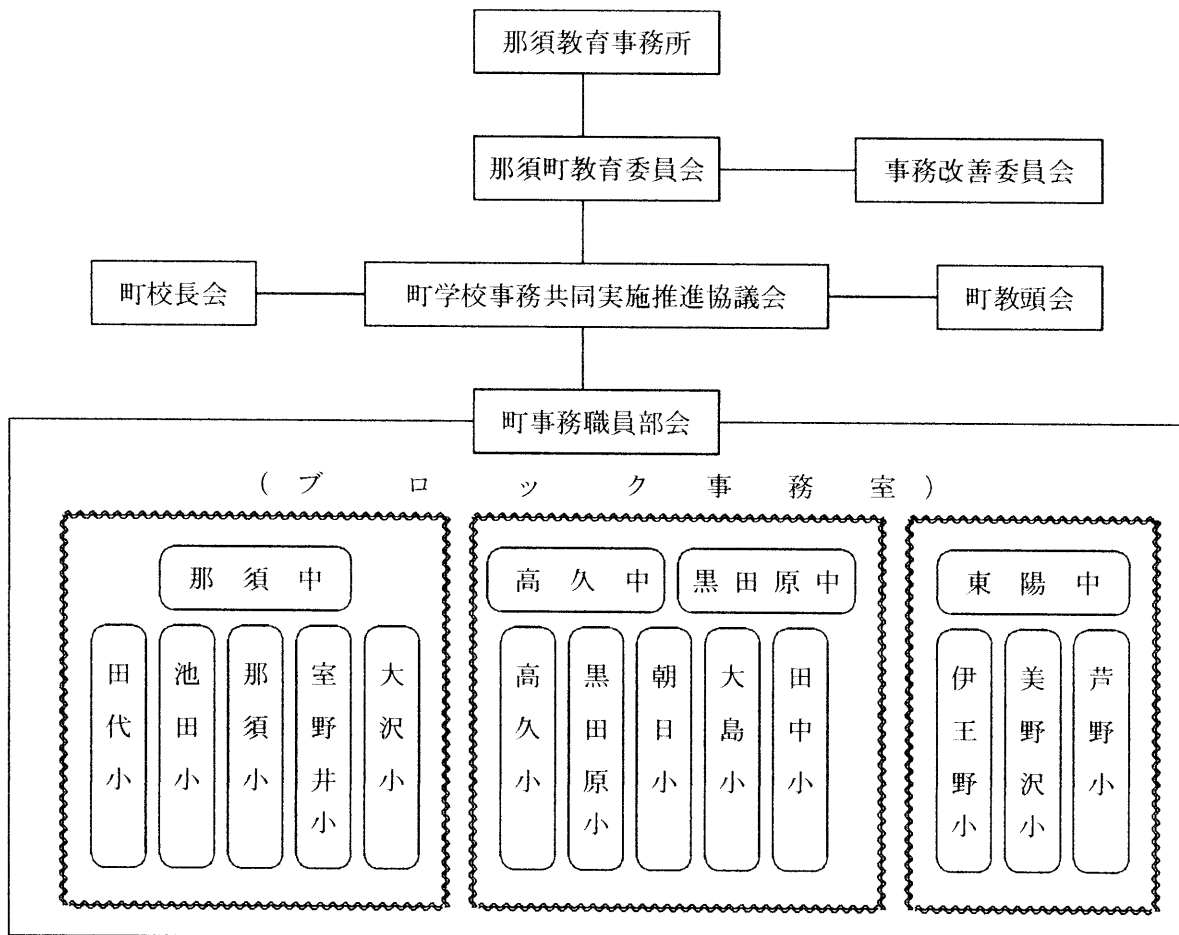 那須教育事務所
那須町教育委員会
事務改善委員会
町校長会
町学校事務共同実施推進協議会
町教頭会
町事務職員部会
(ブロック事務室)
那須中
田代小
池田小
那須小
室野井小
大沢小
高久中
黒田原中
高久小
黒田原小
朝日小
大島小
田中小
東陽中
伊王野小
美野沢小
芦野小